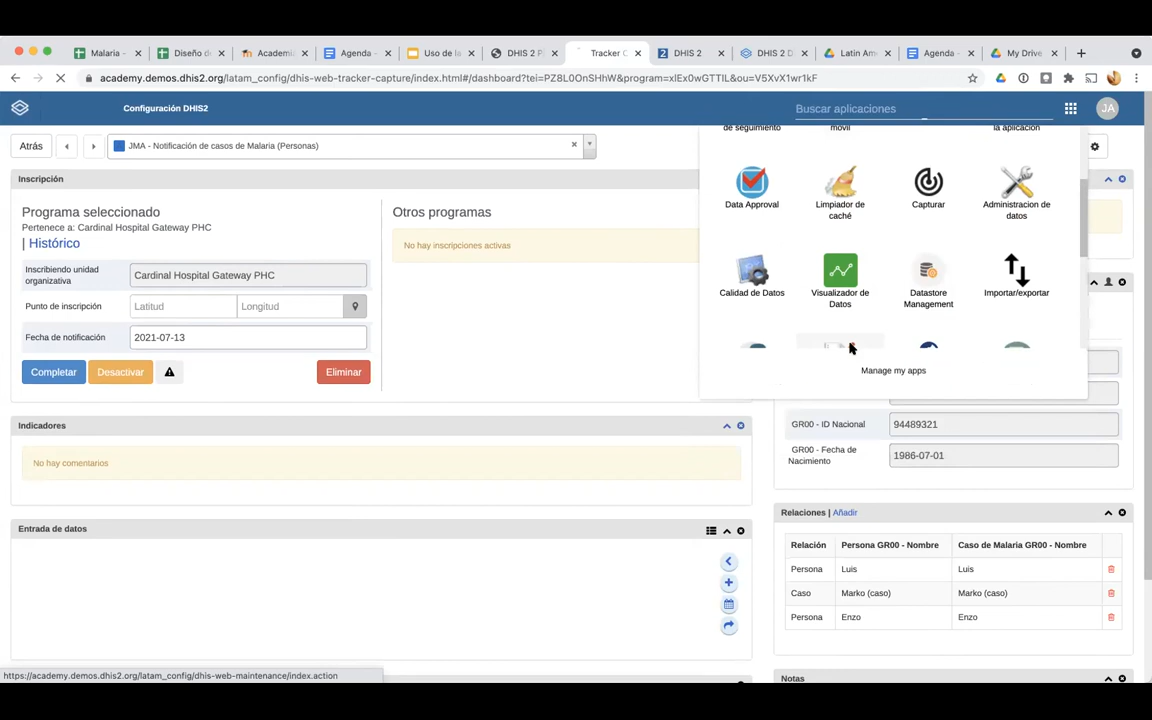 Malaria -
Diseño de
Academia
Agenda -
Uso de la
DHIS 2 P
Tracker C
DHIS 2
DHIS 2 D
Latin Ame
Agenda -
My Drive
academy.demos.dhis2.org/latam_config/dhis-web-tracker-capture/index.html#/dashboard?tei=PZ8L0OnSHhW&program=xlEx0wGTTIL&ou=V5XvX1wr1kF
Configuración DHIS2
Buscar aplicaciones
JA
Atrás
JMA - Notificación de casos de Malaria (Personas)
de seguimiento
móvil
la aplicacion
Data Approval
Limpiador de
caché
Capturar
Administracion de
datos
Calidad de Datos
Visualizador de
Datos
Datastore
Management
Importar/exportar
Manage my apps
Inscripción
Programa seleccionado
Pertenece a: Cardinal Hospital Gateway PHC
| Histórico
Otros programas
No hay inscripciones activas
Inscribiendo unidad
organizativa
Cardinal Hospital Gateway PHC
Punto de inscripción
Latitud
Longitud
Fecha de notificación
2021-07-13
Completar
Desactivar
Eliminar
Indicadores
No hay comentarios
Entrada de datos
GR00 - ID Nacional
94489321
GR00 - Fecha de
Nacimiento
1986-07-01
Relaciones | Añadir
Relación
Persona GR00 - Nombre
Caso de Malaria GR00 - Nombre
Persona
Luis
Luis
Caso
Marko (caso)
Marko (caso)
Persona
Enzo
Enzo
Notas
https://academy.demos.dhis2.org/latam_config/dhis-web-maintenance/index.action